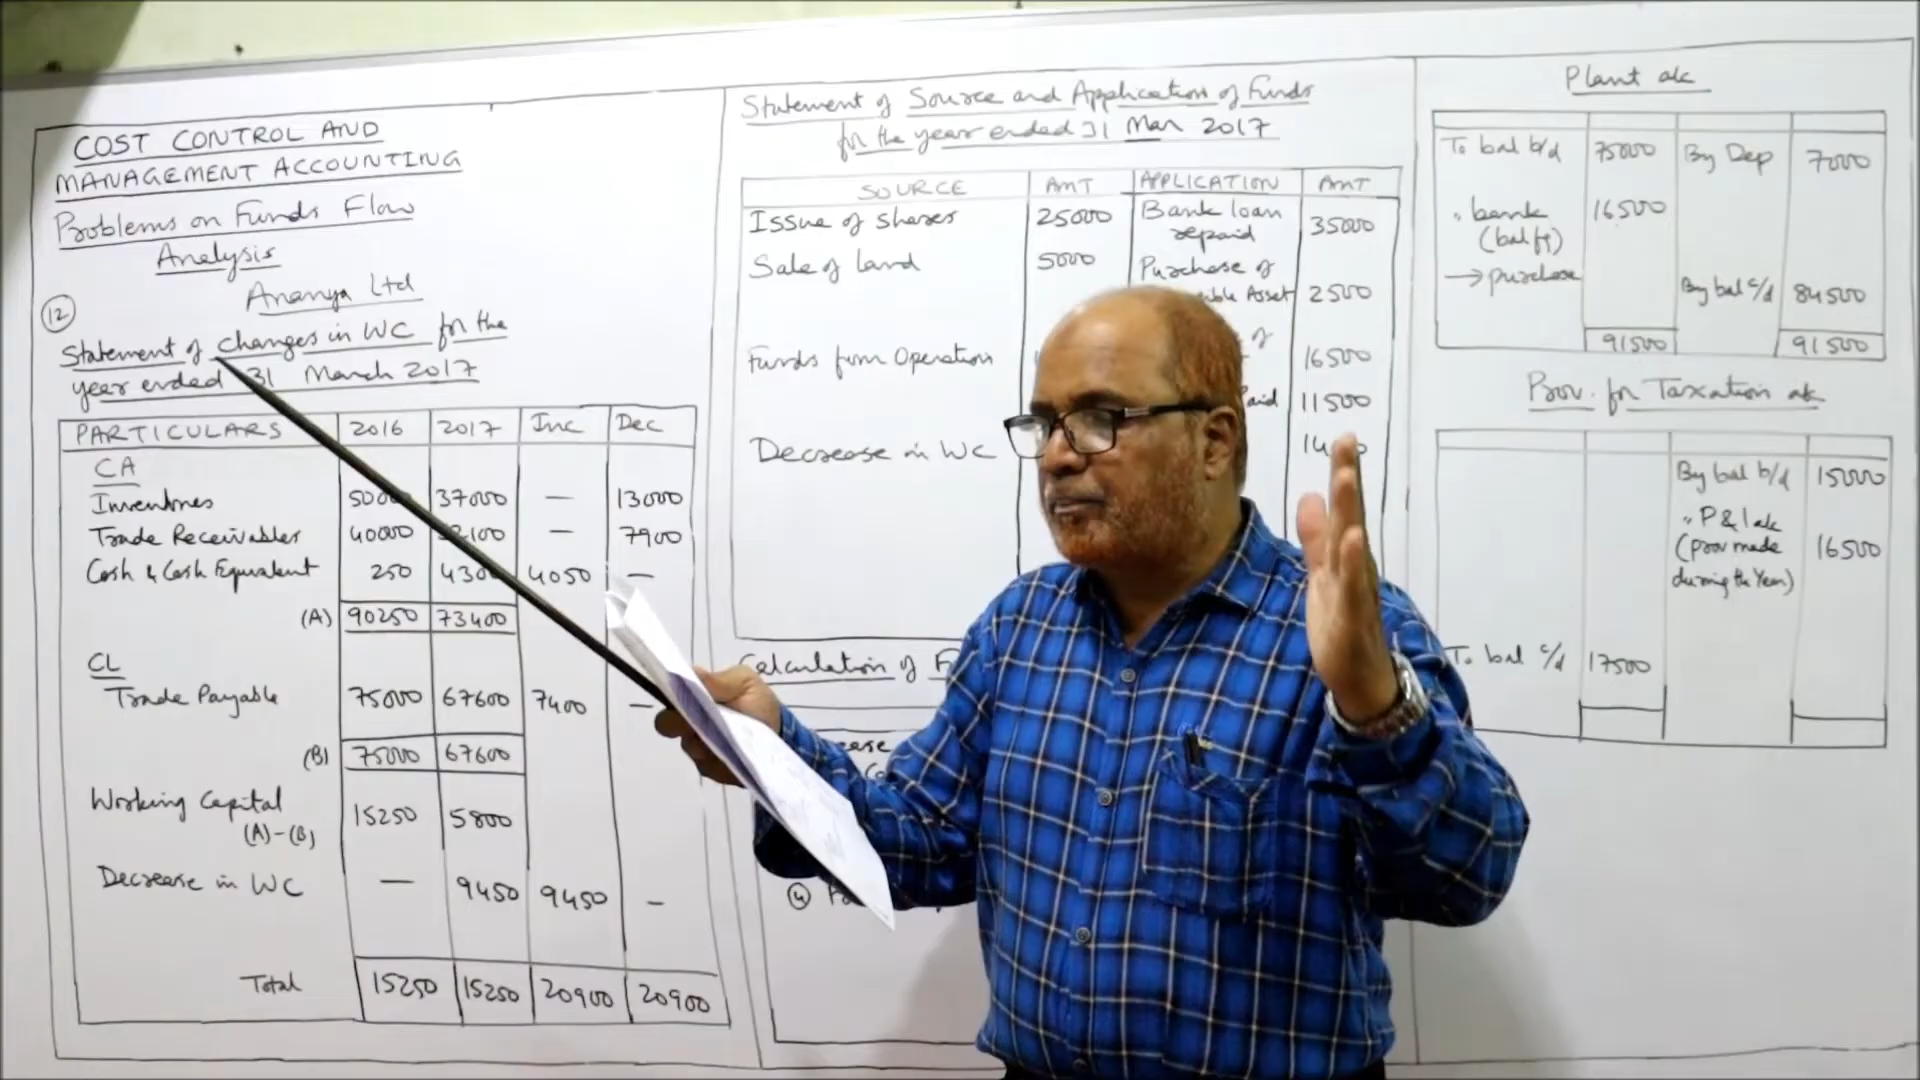 COST CONTROL AND
MANAGEMENT ACCOUNTING
Problems on Funds Flow
Analysis
Ananya Ltd
12
Statement of changes in WC for the
year ended 31 March 2017
PARTICULARS 2016 2017 Inc Dec
CA
Inventories 37000 — 13000
Trade Receivables 40000 — 7900
Cash & Cash Equivalent 250 4300 4050 —
(A) 90250 73400
CL
Trade Payable 75000 67600 7400 —
(B) 75000 67600
Working Capital 15250 5800
(A)-(B)
Decrease in WC — 9450 9450 —
Total 15250 15250 20900 20900
Statement of Source and Application of Funds
for the year ended 31 Mar 2017
SOURCE AMT APPLICATION AMT
Issue of shares 25000 Bank loan
repaid 35000
Sale of land 5000 Purchase of
Asset 2500
of
Funds from Operation 16500
11500
Decrease in WC
Calculation of
4
Plant a/c
To bal b/d 75000 By Dep 7000
" bank 16500
(bal fig)
→ purchase
By bal c/d 84500
91500 91500
Prov. for Taxation a/c
By bal b/d 15000
" P & L a/c
(prov made 16500
during the Year)
To bal c/d 17500